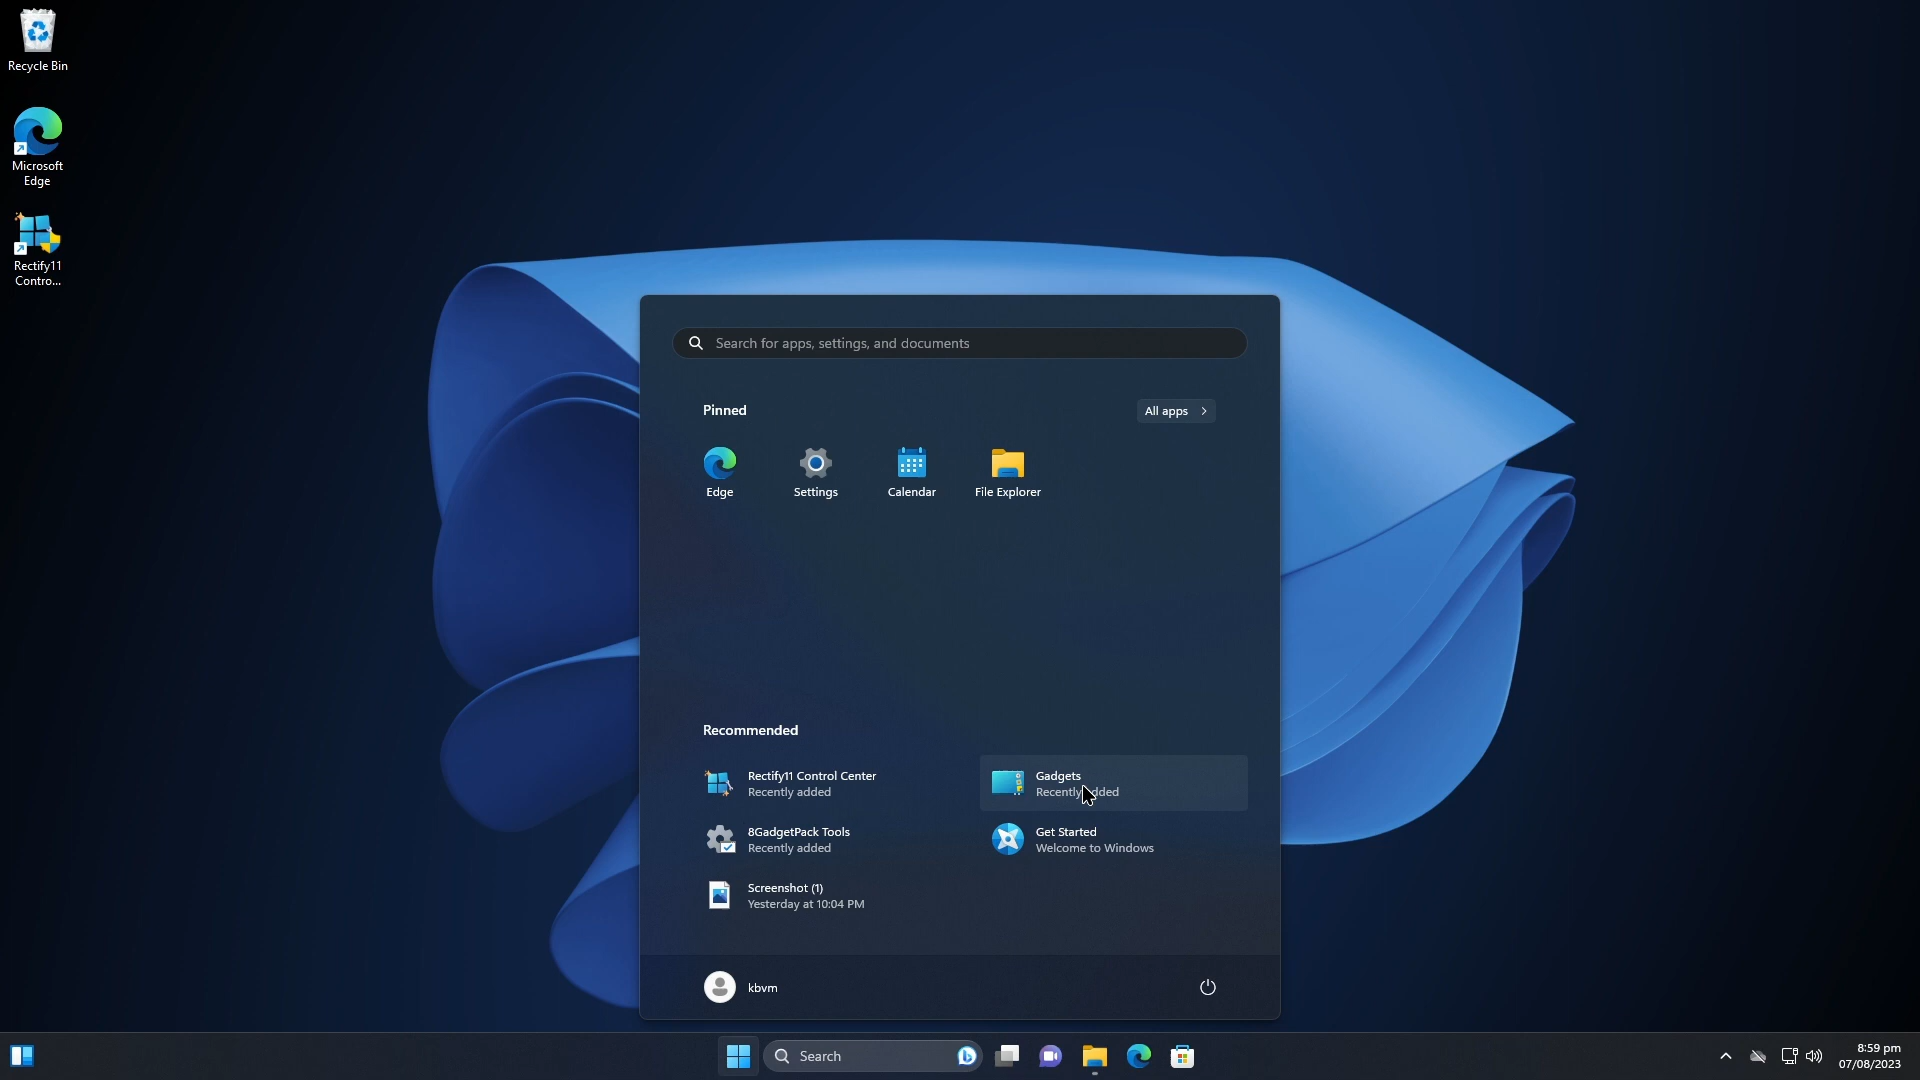 Recycle Bin
Microsoft
Edge
Rectify11
Contro...
Search for apps, settings, and documents
Pinned
All apps
Edge
Settings
Calendar
File Explorer
Recommended
Rectify11 Control Center
Recently added
Gadgets
Recently added
8GadgetPack Tools
Recently added
Get Started
Welcome to Windows
Screenshot (1)
Yesterday at 10:04 PM
kbvm
Search
8:59 pm
07/08/2023